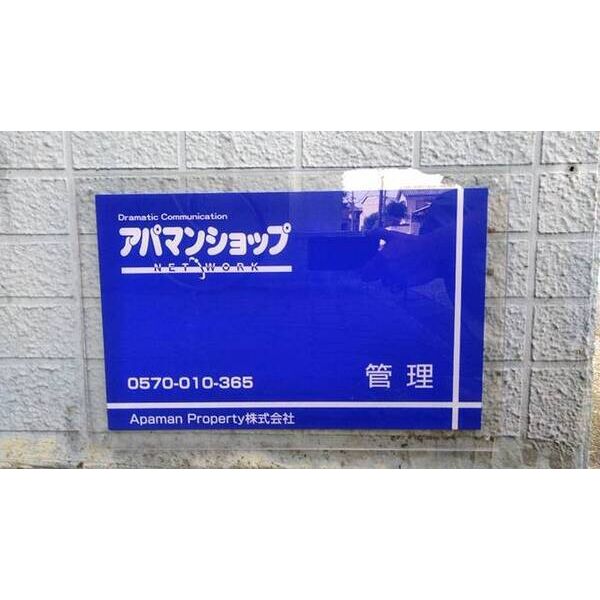 Dramatic Communication
アパマンショップ
NETWORK
0570-010-365
管理
Apaman Property株式会社